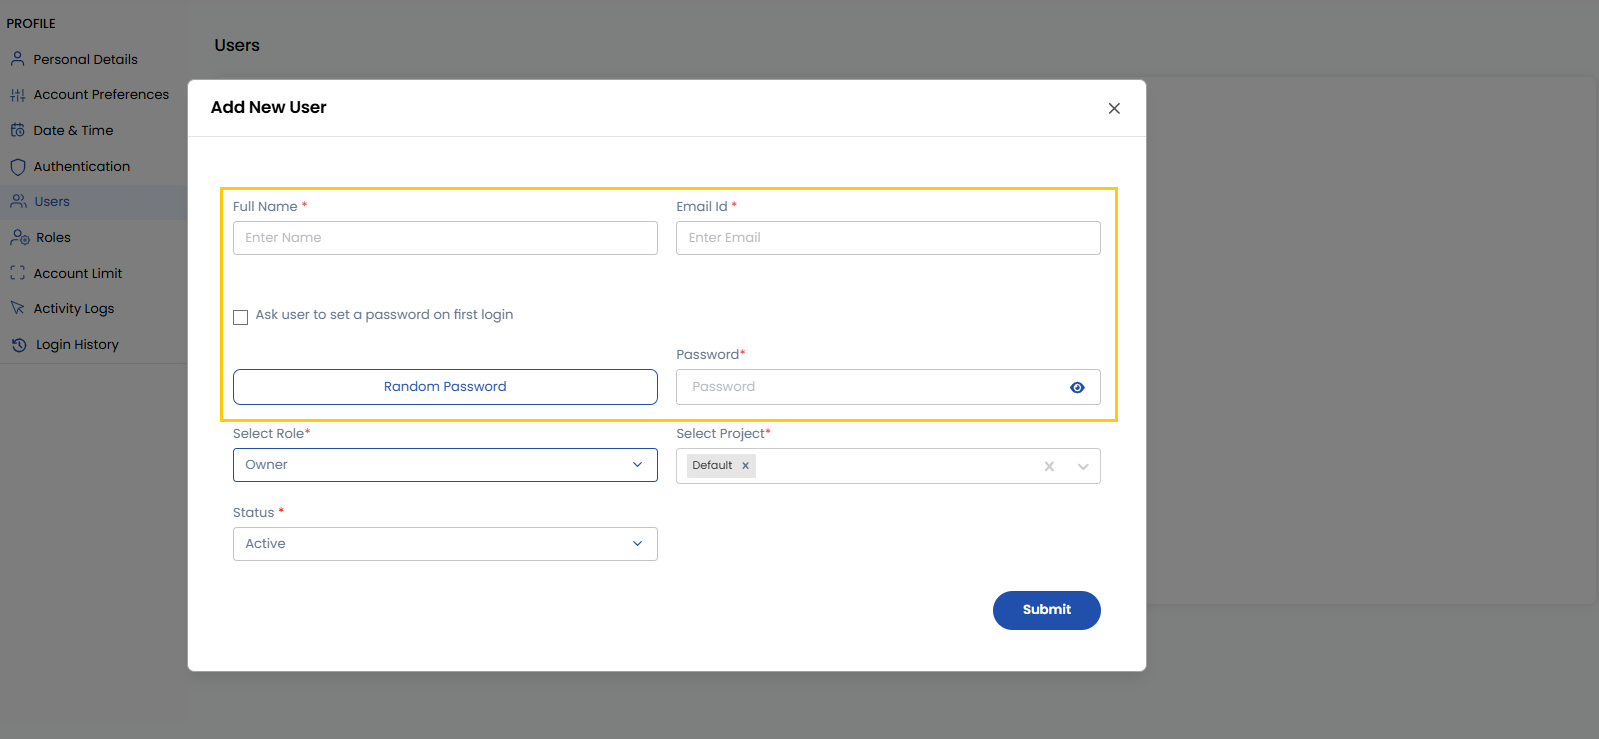 PROFILE
Personal Details
Account Preferences
Date & Time
Authentication
Users
Roles
Account Limit
Activity Logs
Login History
Users
Add New User
Full Name *
Email Id *
Enter Name
Enter Email
Ask user to set a password on first login
Password*
Random Password
Password
Select Role*
Select Project*
Owner
Default
Status *
Active
Submit